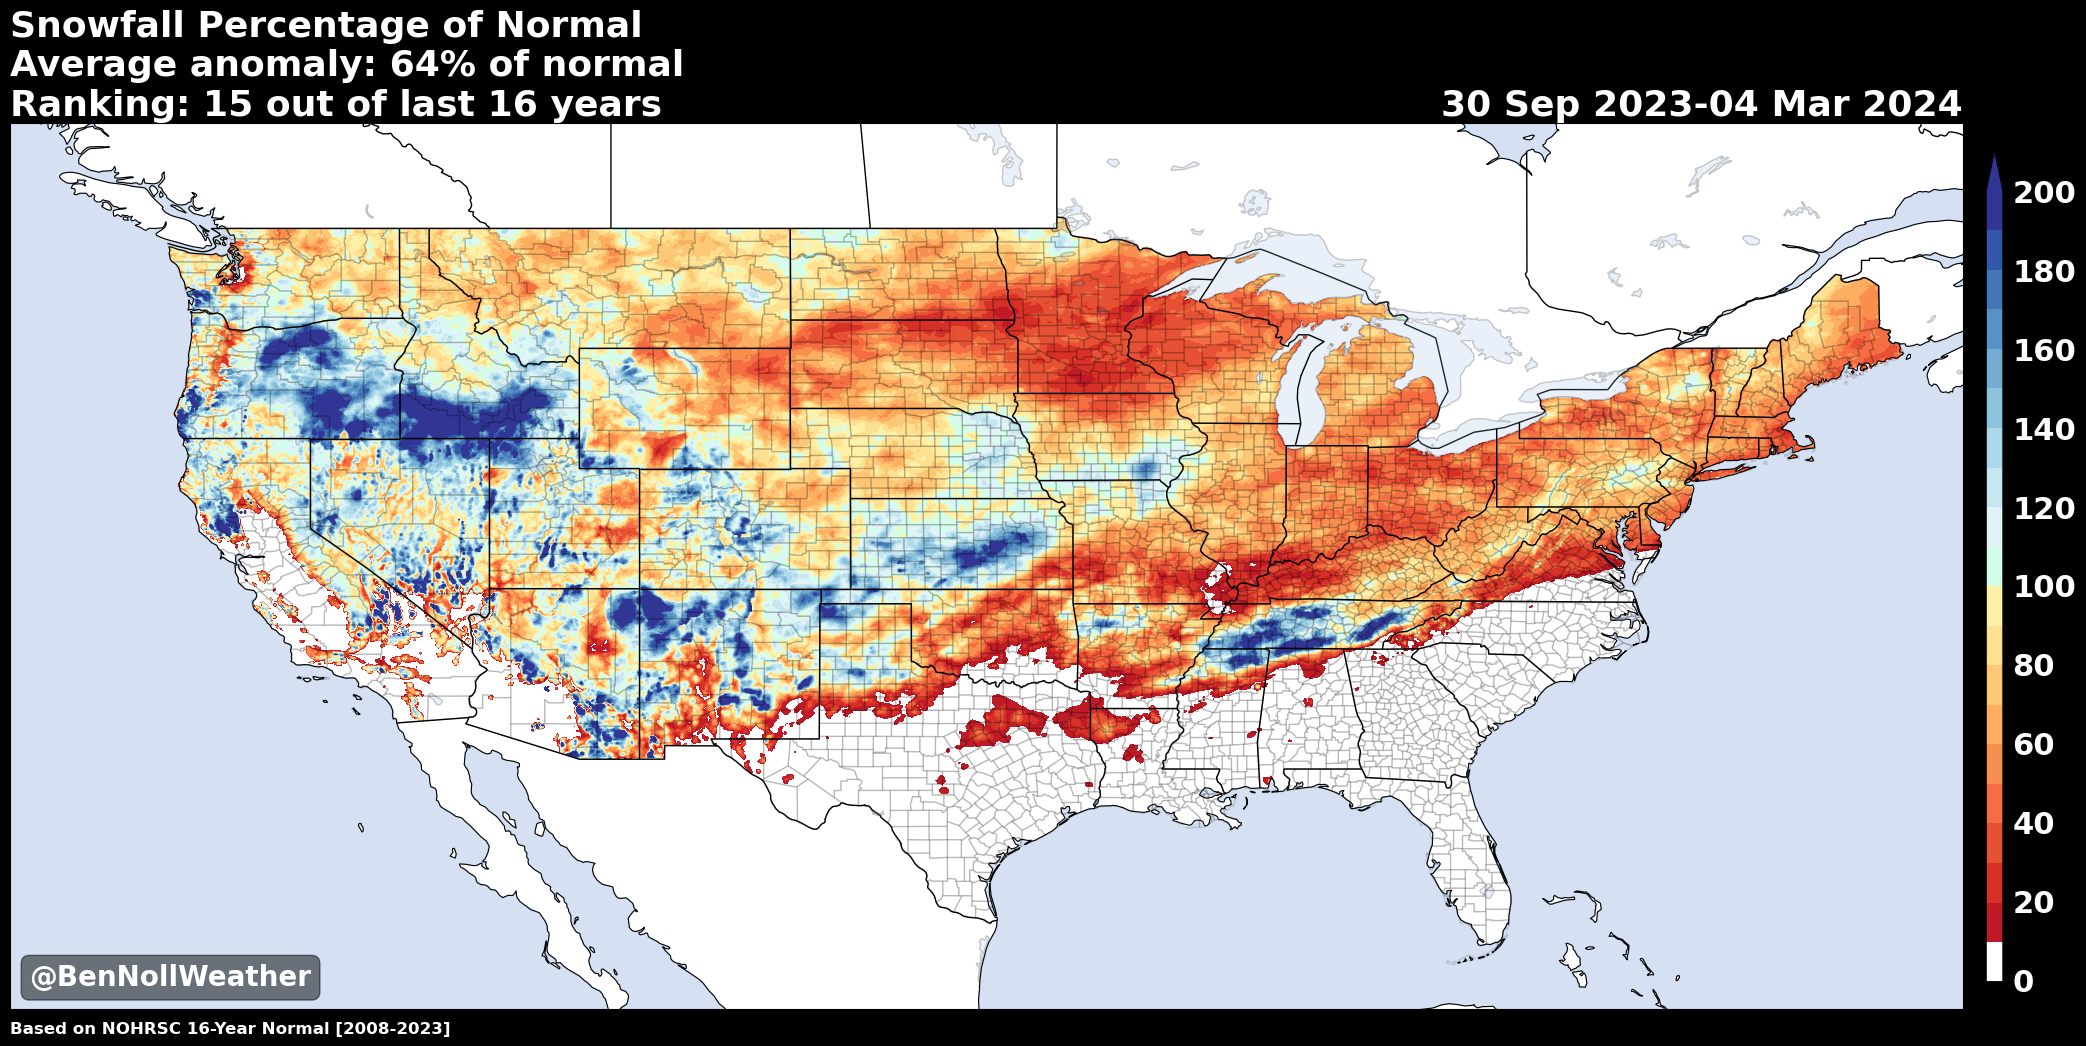 Snowfall Percentage of Normal
Average anomaly: 64% of normal
Ranking: 15 out of last 16 years
30 Sep 2023-04 Mar 2024
200
180
160
140
120
100
80
60
40
20
0
@BenNollWeather
Based on NOHRSC 16-Year Normal [2008-2023]